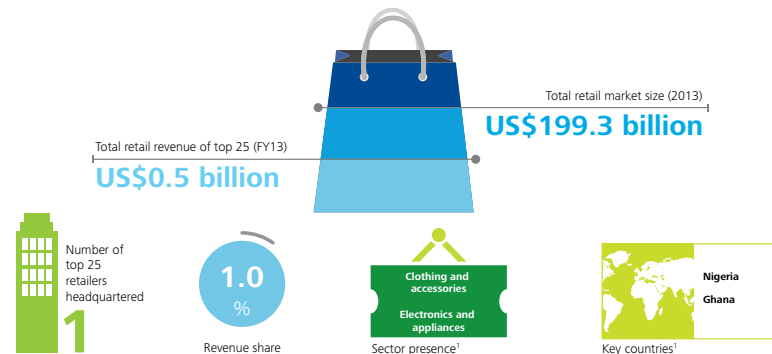 Total retail market size (2013)
US$199.3 billion
Total retail revenue of top 25 (FY13)
US$0.5 billion
Number of
top 25
retailers
headquartered
1
1.0
%
Revenue share
Clothing and
accessories
Electronics and
appliances
Sector presence¹
Nigeria
Ghana
Key countries¹